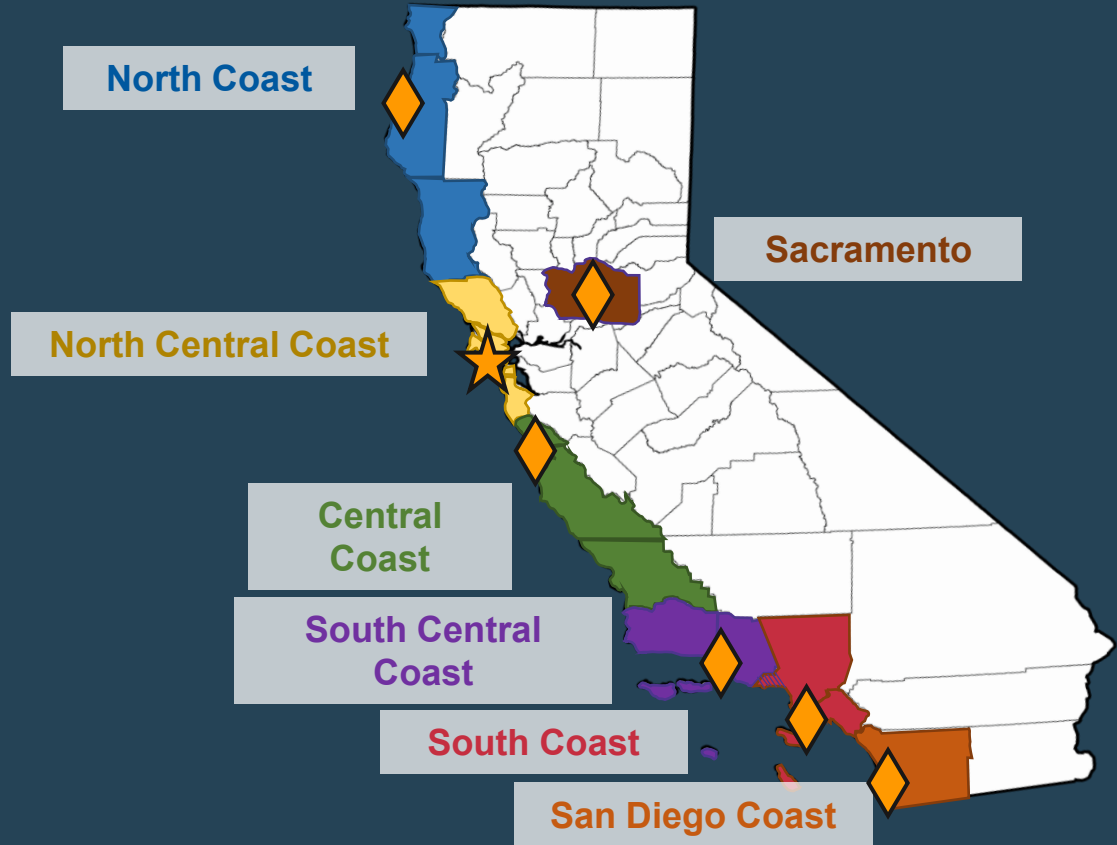 North Coast
Sacramento
North Central Coast
Central
Coast
South Central
Coast
South Coast
San Diego Coast